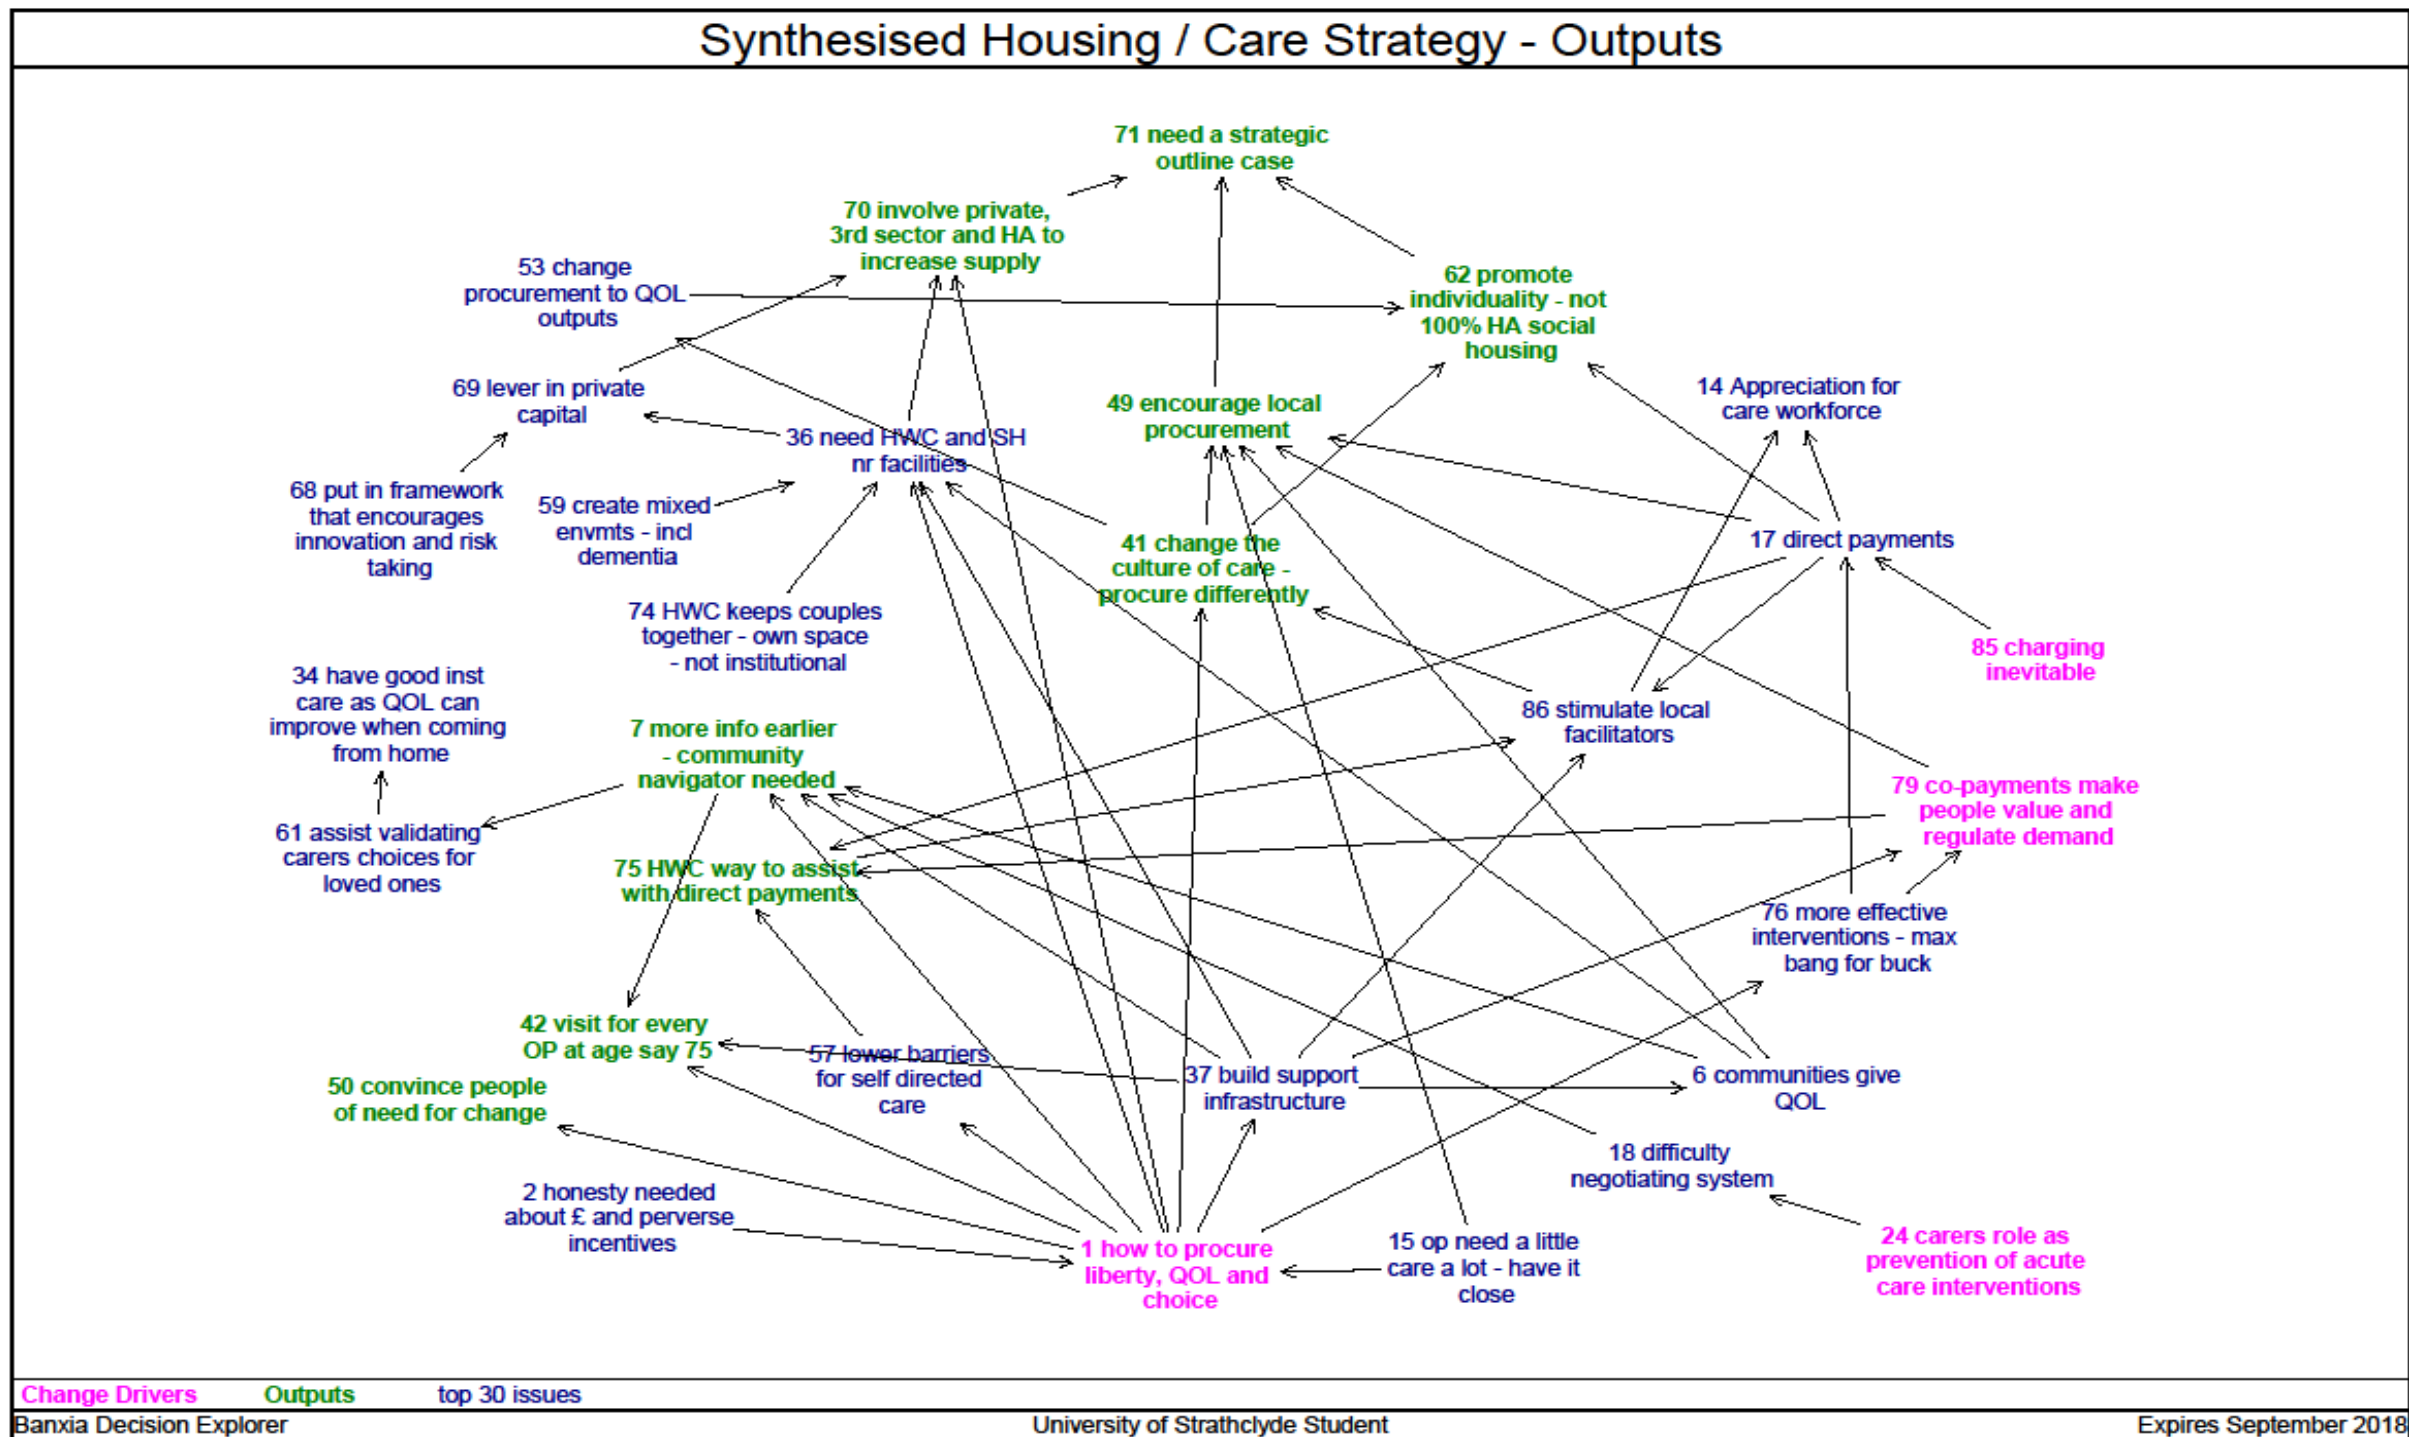 Synthesised Housing / Care Strategy - Outputs
71 need a strategic
outline case
70 involve private,
3rd sector and HA to
increase supply
53 change
procurement to QOL
outputs
62 promote
individuality - not
100% HA social
housing
69 lever in private
capital
14 Appreciation for
care workforce
49 encourage local
procurement
36 need HWC and SH
nr facilities
68 put in framework
that encourages
innovation and risk
taking
59 create mixed
envmts - incl
dementia
41 change the
culture of care -
procure differently
17 direct payments
74 HWC keeps couples
together - own space
- not institutional
85 charging
inevitable
34 have good inst
care as QOL can
improve when coming
from home
86 stimulate local
facilitators
7 more info earlier
- community
navigator needed
79 co-payments make
people value and
regulate demand
61 assist validating
carers choices for
loved ones
75 HWC way to assist
with direct payments
76 more effective
interventions - max
bang for buck
42 visit for every
OP at age say 75
57 lower barriers
for self directed
care
37 build support
infrastructure
6 communities give
QOL
50 convince people
of need for change
18 difficulty
negotiating system
2 honesty needed
about £ and perverse
incentives
1 how to procure
liberty, QOL and
choice
15 op need a little
care a lot - have it
close
24 carers role as
prevention of acute
care interventions
Change Drivers Outputs top 30 issues
Banxia Decision Explorer University of Strathclyde Student Expires September 2018